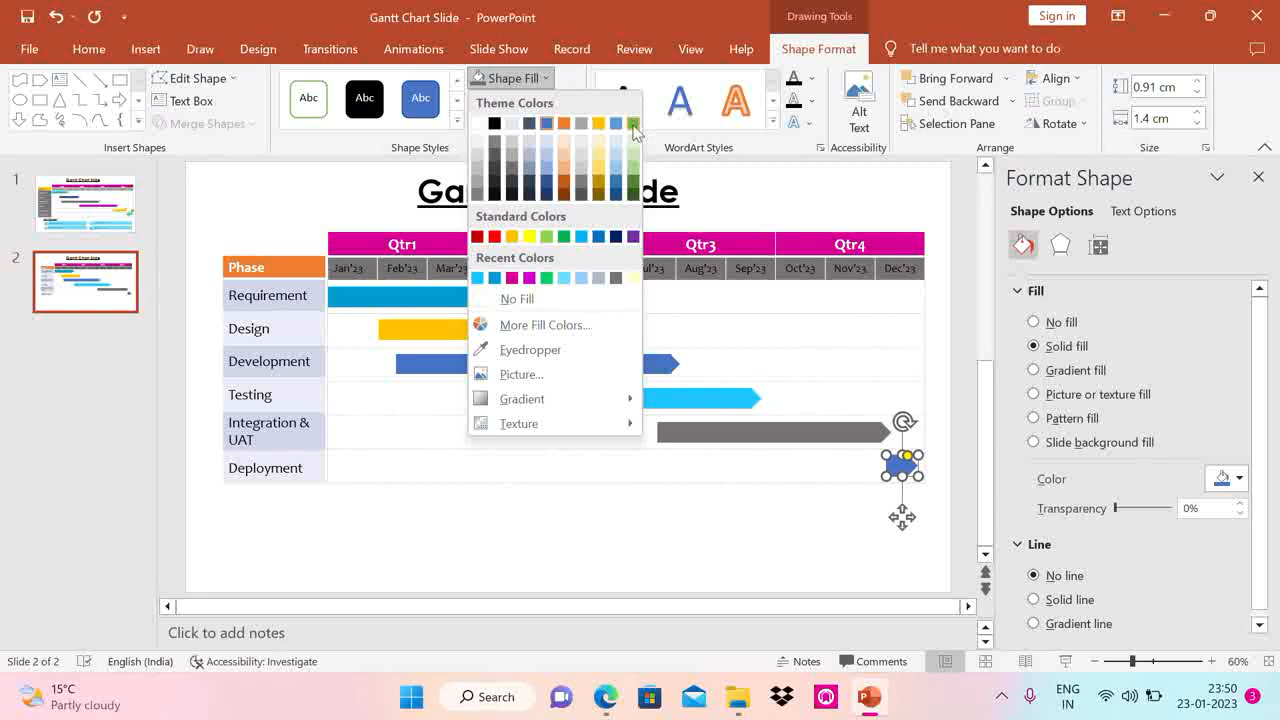 Gantt Chart Slide - PowerPoint
Drawing Tools
Sign in
File Home Insert Draw Design Transitions Animations Slide Show Record Review View Help Shape Format Tell me what you want to do
Edit Shape
Text Box
Merge Shapes
Insert Shapes
Abc Abc Abc
Shape Styles
Shape Fill
A A
A A A
WordArt Styles
Alt
Text
Bring Forward
Send Backward
Selection Pane
Align
Group
Rotate
Arrange
0.91 cm
1.4 cm
Size
Theme Colors
Standard Colors
Recent Colors
No Fill
More Fill Colors...
Eyedropper
Picture...
Gradient
Texture
1
2
Qtr1 Qtr3 Qtr4
Phase Jan'23 Feb'23 Aug'23 Sep'23 Oct'23 Nov'23 Dec'23
Requirement
Design
Development
Testing
Integration &
UAT
Deployment
Format Shape
Shape Options Text Options
Fill
No fill
Solid fill
Gradient fill
Picture or texture fill
Pattern fill
Slide background fill
Color
Transparency 0%
Line
No line
Solid line
Gradient line
Click to add notes
Slide 2 of 2 English (India) Accessibility: Investigate Notes Comments 60%
15°C
Partly cloudy
Search
ENG
IN
23:50
23-01-2023
3